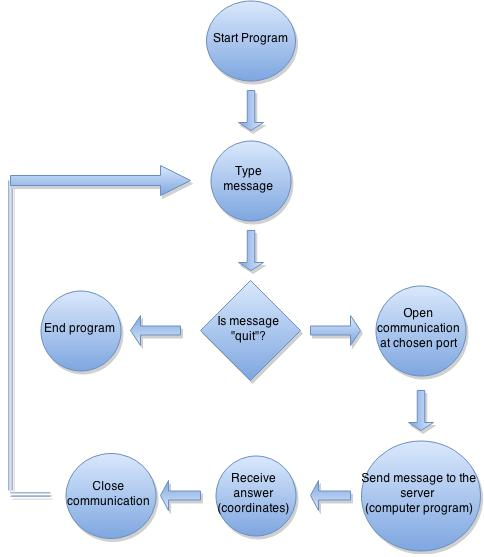 Start Program
Type
message
Is message
"quit"?
End program
Open
communication
at chosen port
Send message to the
server
(computer program)
Receive
answer
(coordinates)
Close
communication